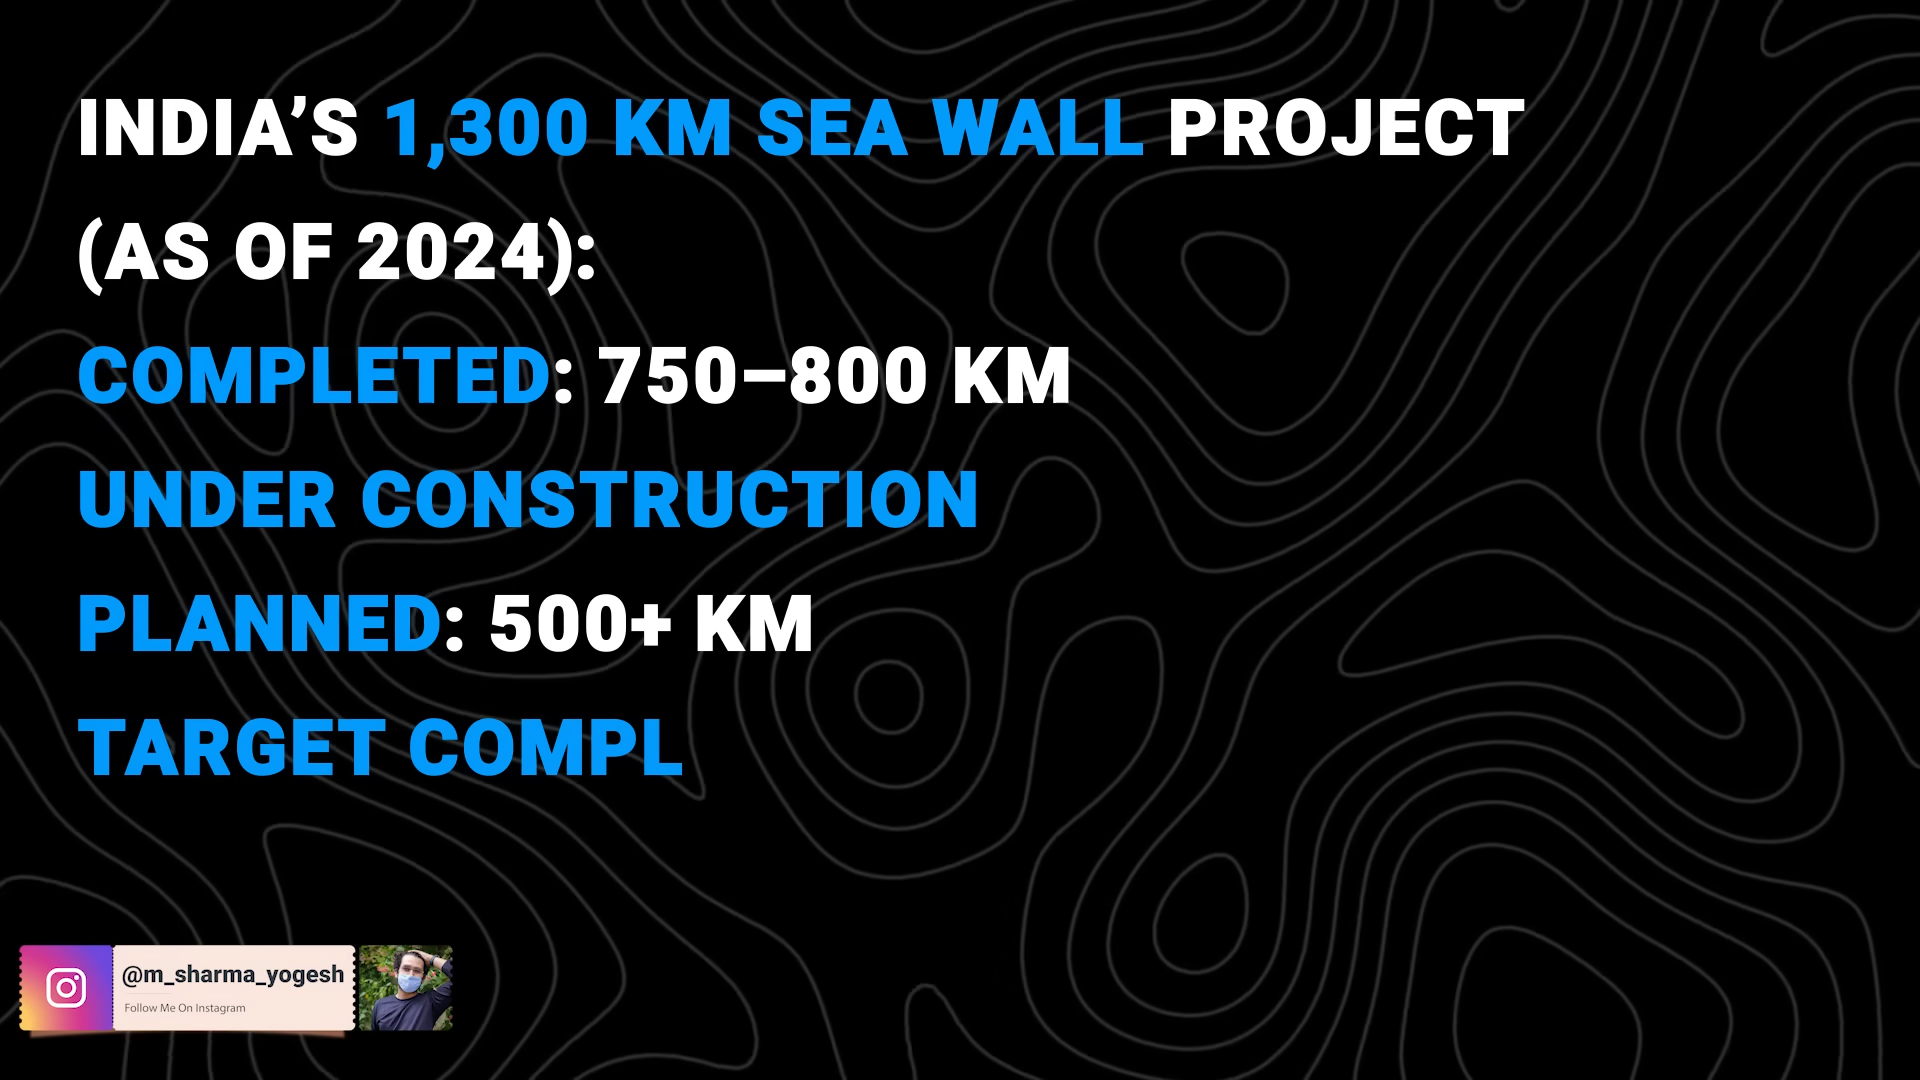 INDIA’S 1,300 KM SEA WALL PROJECT
(AS OF 2024):
COMPLETED: 750–800 KM
UNDER CONSTRUCTION
PLANNED: 500+ KM
TARGET COMPL
@m_sharma_yogesh
Follow Me On Instagram